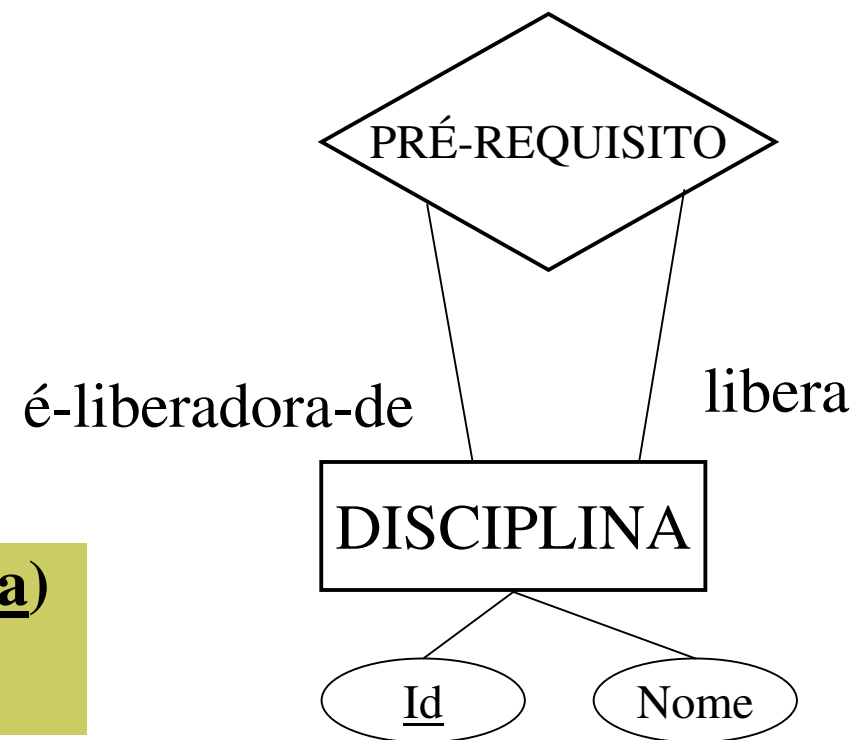 PRÉ-REQUISITO
é-liberadora-de
libera
DISCIPLINA
a)
Id
Nome